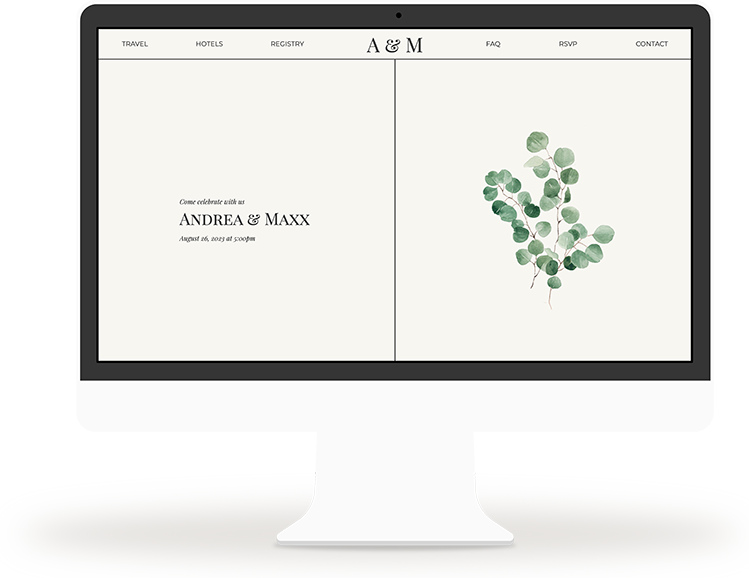 TRAVEL HOTELS REGISTRY A & M FAQ RSVP CONTACT
Come celebrate with us
ANDREA & MAXX
August 26, 2023 at 5:00pm